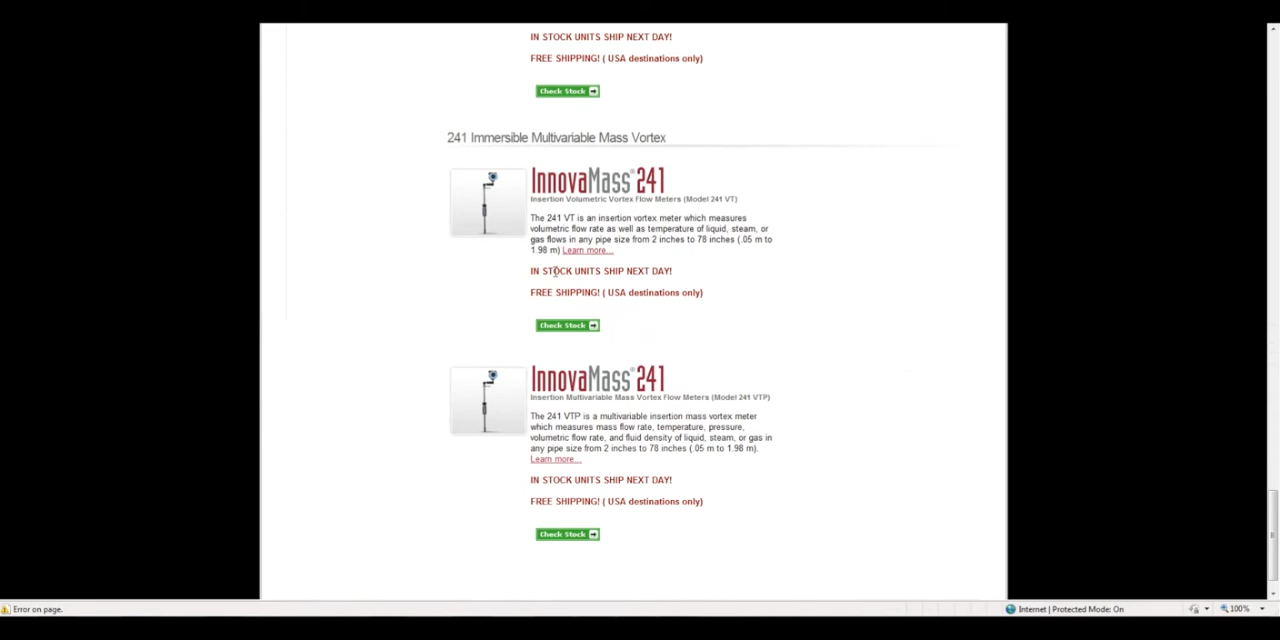 IN STOCK UNITS SHIP NEXT DAY!
FREE SHIPPING! ( USA destinations only)
Check Stock
241 Immersible Multivariable Mass Vortex
InnovaMass® 241
Insertion Volumetric Vortex Flow Meters (Model 241 VT)
The 241 VT is an insertion vortex meter which measures
volumetric flow rate as well as temperature of liquid, steam, or
gas flows in any pipe size from 2 inches to 78 inches (.05 m to
1.98 m) Learn more...
IN STOCK UNITS SHIP NEXT DAY!
FREE SHIPPING! ( USA destinations only)
Check Stock
InnovaMass® 241
Insertion Multivariable Mass Vortex Flow Meters (Model 241 VTP)
The 241 VTP is a multivariable insertion mass vortex meter
which measures mass flow rate, temperature, pressure,
volumetric flow rate, and fluid density of liquid, steam, or gas in
any pipe size from 2 inches to 78 inches (.05 m to 1.98 m).
Learn more...
IN STOCK UNITS SHIP NEXT DAY!
FREE SHIPPING! ( USA destinations only)
Check Stock
Error on page.
Internet | Protected Mode: On
100%